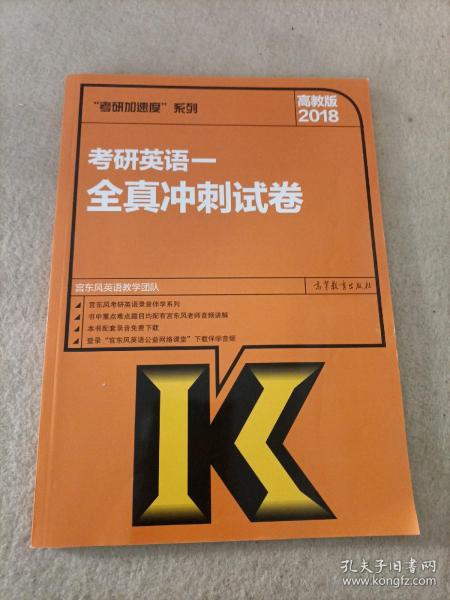 “考研加速度”系列
高教版
2018
考研英语一
全真冲刺试卷
宫东风英语教学团队
高等教育出版社
宫东风考研英语录音伴学系列
书中重点难点题目均配有宫东风老师音频讲解
本书配套录音免费下载
登录“宫东风英语公益网络课堂”下载伴学音频
K
孔夫子旧书网
www.kongfz.com